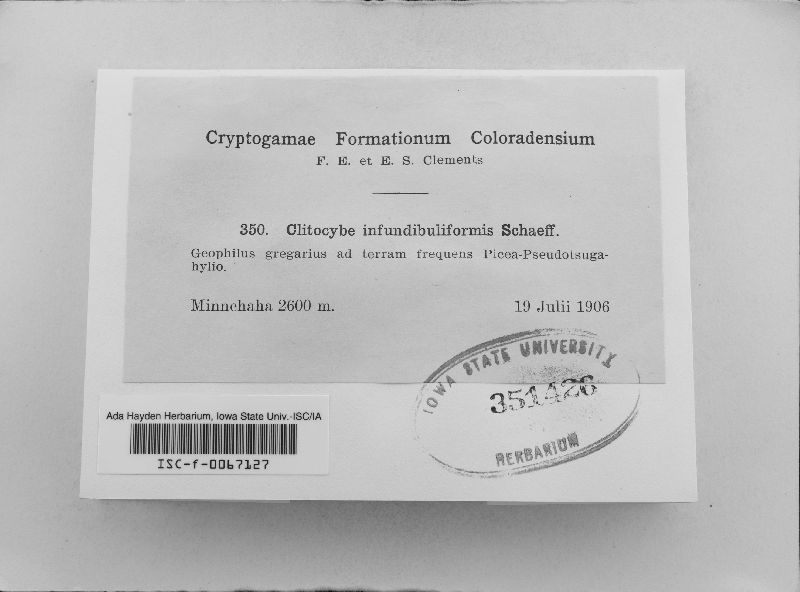 Cryptogamae Formationum Coloradensium
F. E. et E. S. Clements
350. Clitocybe infundibuliformis Schaeff.
Geophilus gregarius ad terram frequens Picea-Pseudotsuga-
hylio.
Minnehaha 2600 m. 19 Julii 1906
IOWA STATE UNIVERSITY
351426
HERBARIUM
Ada Hayden Herbarium, Iowa State Univ.-ISC/IA
ISC-f-0067127